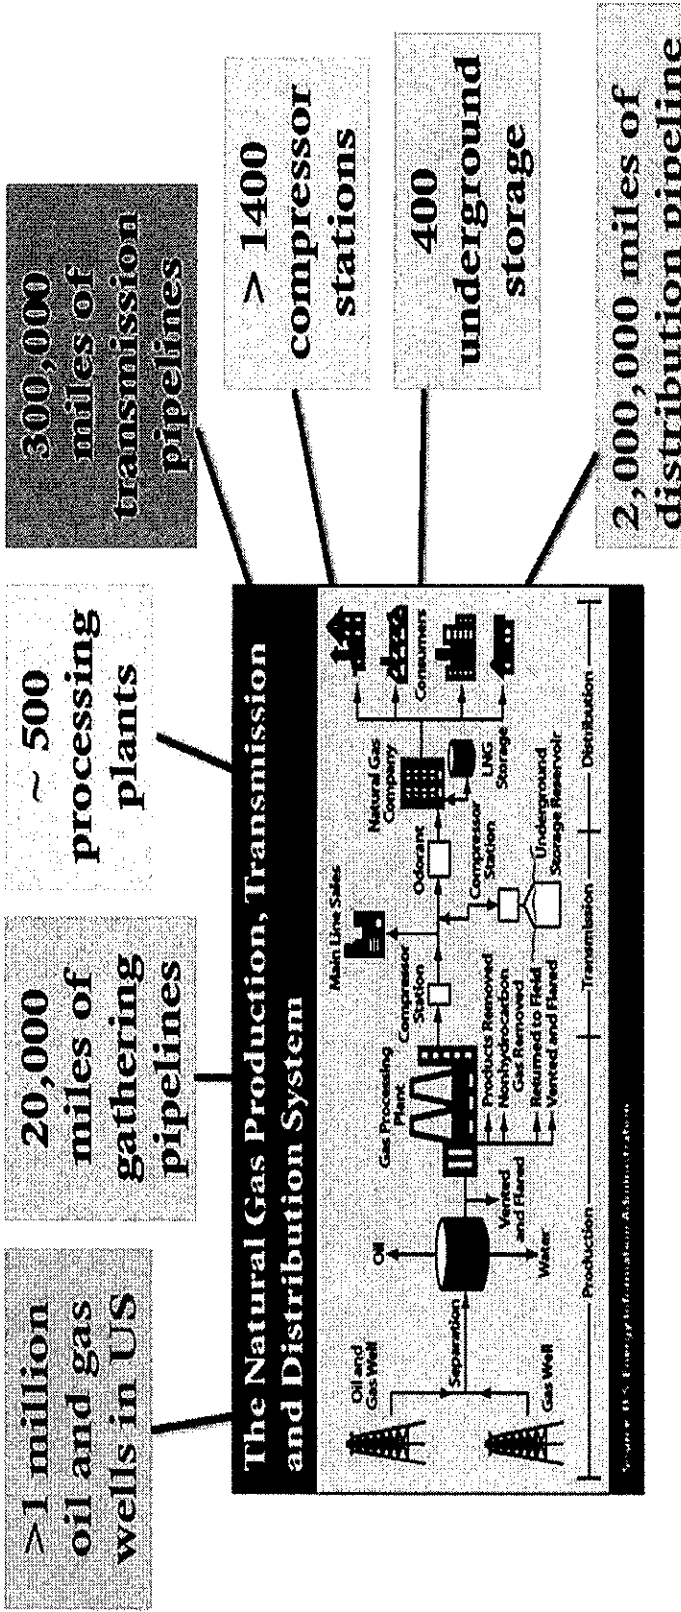 >1 million
oil and gas
wells in US
20,000
miles of
gathering
pipelines
~ 500
processing
plants
300,000
miles of
transmission
pipelines
> 1400
compressor
stations
400
underground
storage
2,000,000 miles of
distribution pipeline
The Natural Gas Production, Transmission
and Distribution System
Oil and
Gas Well
Gas Well
Separation
Oil
Water
Vented
and Flared
Gas Processing
Plant
Products Removed
Nonhydrocarbon
Gas Removed
Returned to Field
Vented and Flared
Compressor
Station
Main Line Sales
Odorant
Compressor
Station
Underground
Storage Reservoir
Natural Gas
Company
LNG
Storage
Consumers
Production
Transmission
Distribution
Source: U.S. Energy Information Administration